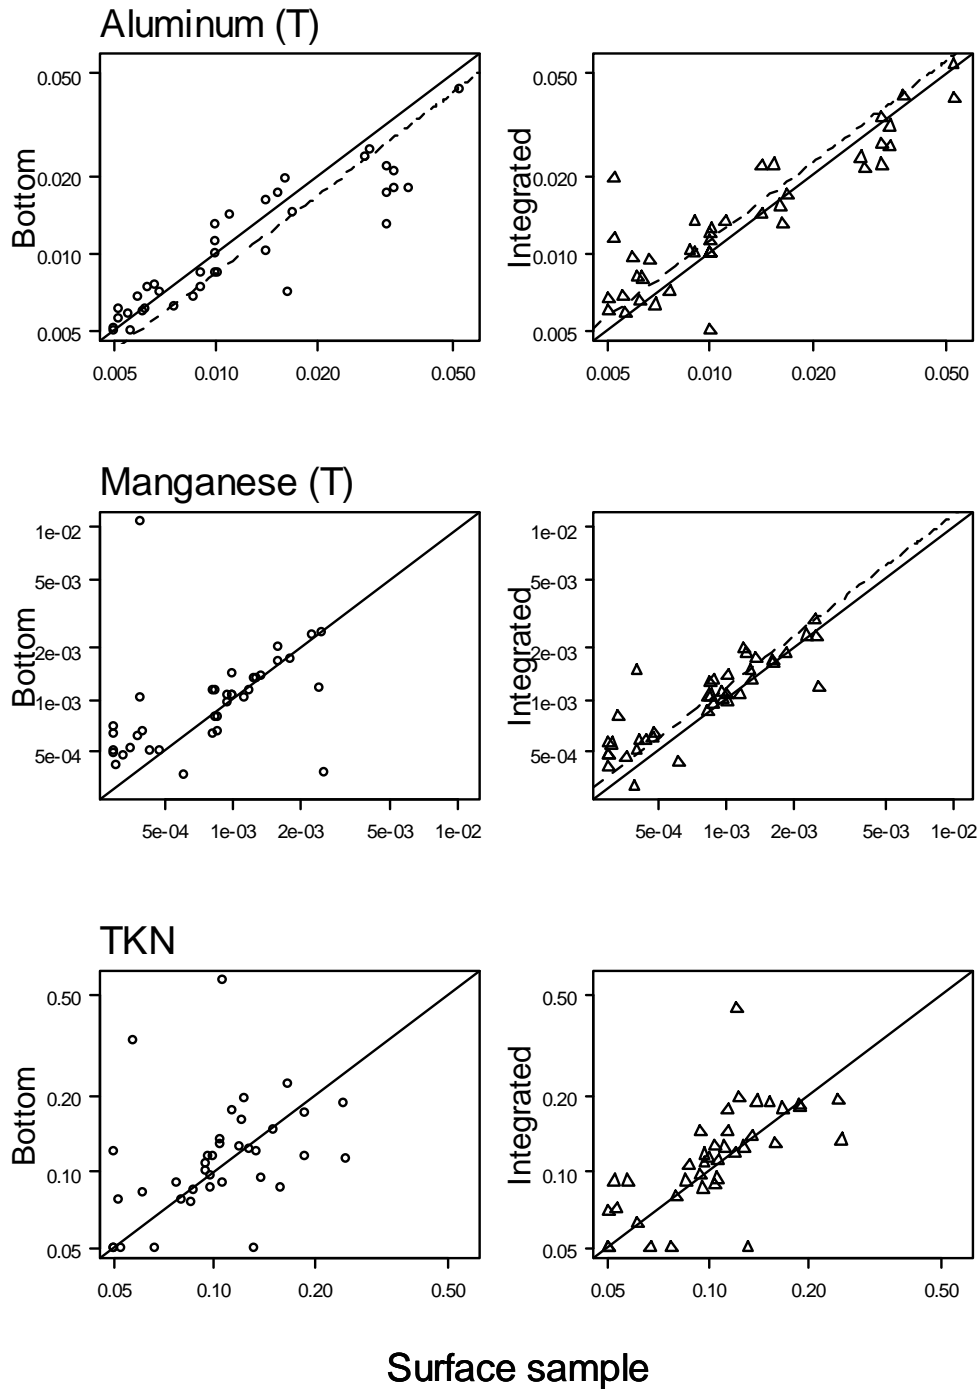 Aluminum (T)
Bottom
0.050
0.020
0.010
0.005
0.005 0.010 0.020 0.050
Integrated
0.050
0.020
0.010
0.005
0.005 0.010 0.020 0.050
Manganese (T)
Bottom
1e-02
5e-03
2e-03
1e-03
5e-04
5e-04 1e-03 2e-03 5e-03 1e-02
Integrated
1e-02
5e-03
2e-03
1e-03
5e-04
5e-04 1e-03 2e-03 5e-03 1e-02
TKN
Bottom
0.50
0.20
0.10
0.05
0.05 0.10 0.20 0.50
Integrated
0.50
0.20
0.10
0.05
0.05 0.10 0.20 0.50
Surface sample